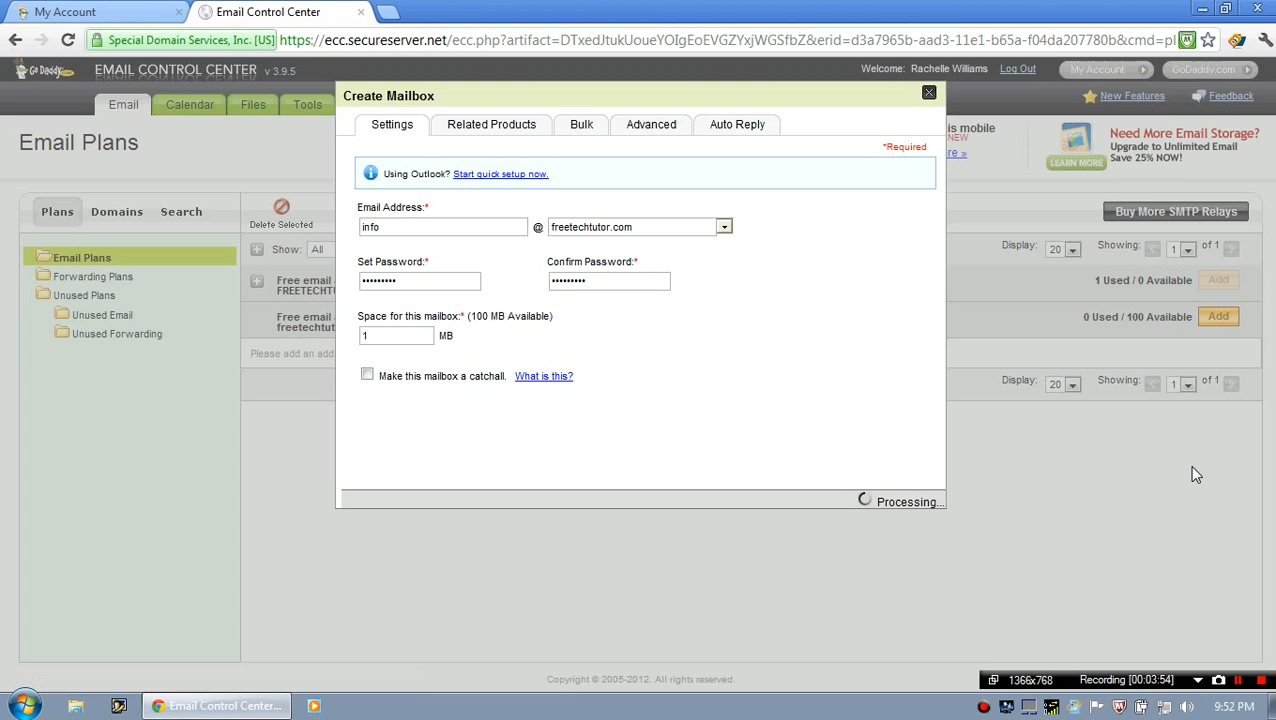 My Account
Email Control Center
Special Domain Services, Inc. [US]
https://ecc.secureserver.net/ecc.php?artifact=DTxedJtukUoueYOIgEoEVGZYxjWGSfbZ&erid=d3a7965b-aad3-11e1-b65a-f04da207780b&cmd=pl
Go Daddy.com
EMAIL CONTROL CENTER v 3.9.5
Welcome: Rachelle Williams
Log Out
My Account
GoDaddy.com
Email
Calendar
Files
Tools
New Features
Feedback
Email Plans
is mobile
NEW
re »
LEARN MORE
Need More Email Storage?
Upgrade to Unlimited Email
Save 25% NOW!
Plans
Domains
Search
Delete Selected
Buy More SMTP Relays
Show: All
Display: 20
Showing: 1 of 1
Email Plans
Forwarding Plans
Unused Plans
Unused Email
Unused Forwarding
Free email
FREETECHTU
1 Used / 0 Available
Add
Free email
freetechtut
0 Used / 100 Available
Add
Please add an add
Display: 20
Showing: 1 of 1
Create Mailbox
Settings
Related Products
Bulk
Advanced
Auto Reply
*Required
Using Outlook? Start quick setup now.
Email Address:*
info @ freetechtutor.com
Set Password:*
Confirm Password:*
•••••••••
•••••••••
Space for this mailbox:* (100 MB Available)
1 MB
Make this mailbox a catchall. What is this?
Processing...
Copyright © 2005-2012. All rights reserved.
1366x768
Recording [00:03:54]
Email Control Center...
9:52 PM